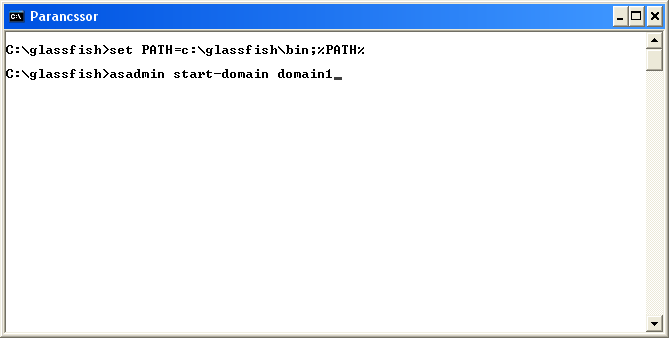 Parancssor
C:\glassfish>set PATH=c:\glassfish\bin;%PATH%
C:\glassfish>asadmin start-domain domain1_